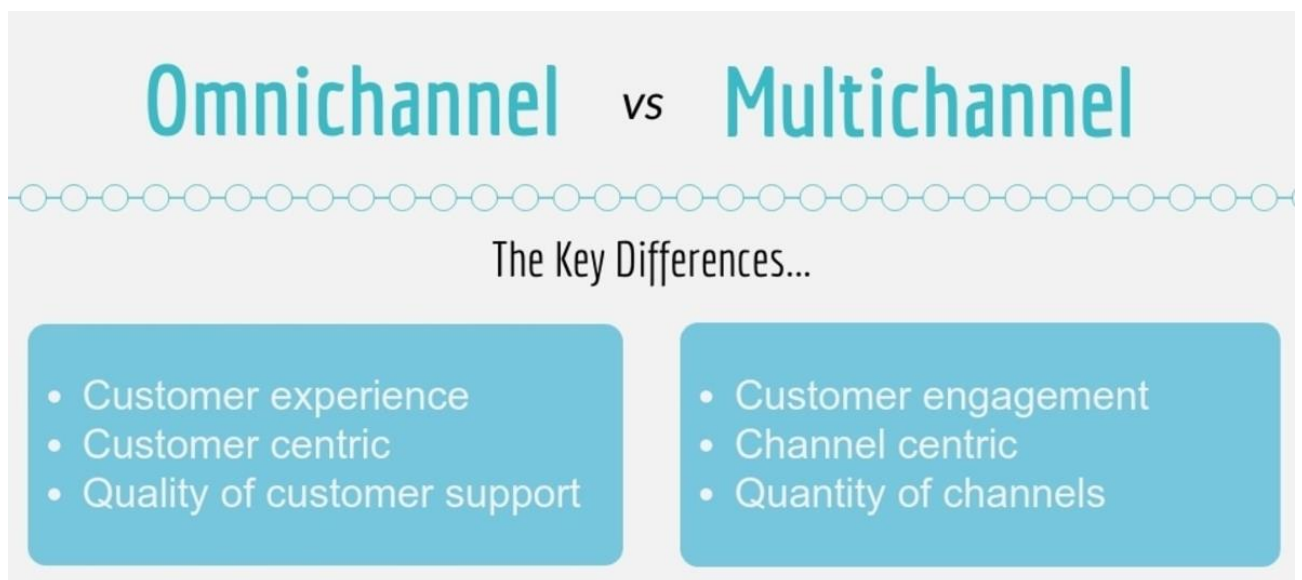 Omnichannel vs Multichannel
The Key Differences...
• Customer experience
• Customer centric
• Quality of customer support
• Customer engagement
• Channel centric
• Quantity of channels